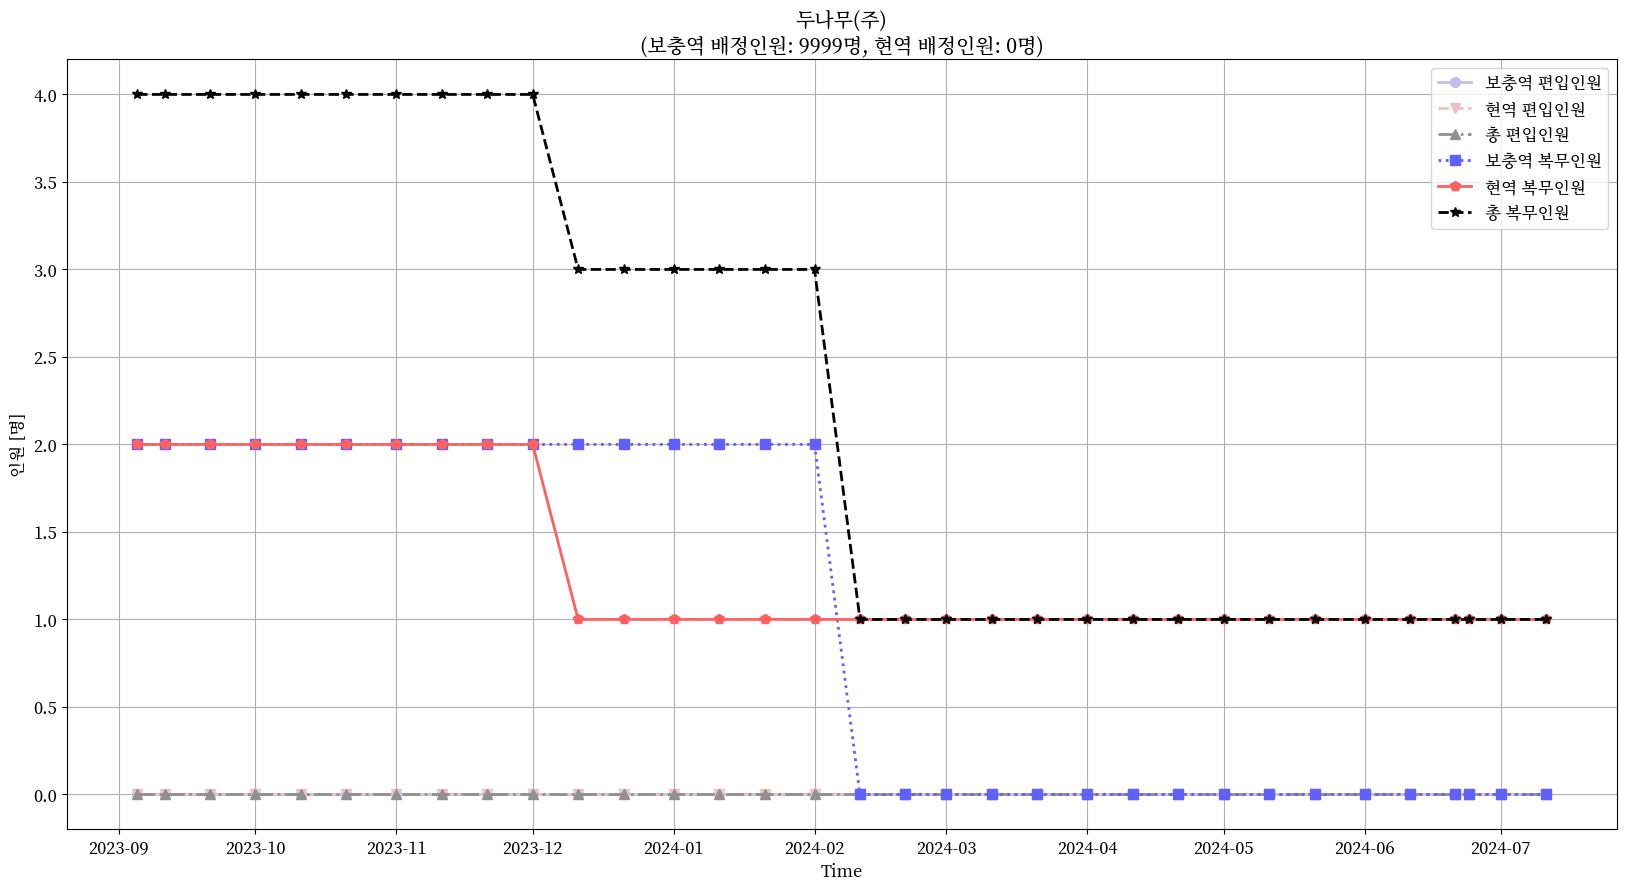 두나무(주)
(보충역 배정인원: 9999명, 현역 배정인원: 0명)
보충역 편입인원
현역 편입인원
총 편입인원
보충역 복무인원
현역 복무인원
총 복무인원
인원 [명]
4.0
3.5
3.0
2.5
2.0
1.5
1.0
0.5
0.0
2023-09 2023-10 2023-11 2023-12 2024-01 2024-02 2024-03 2024-04 2024-05 2024-06 2024-07
Time